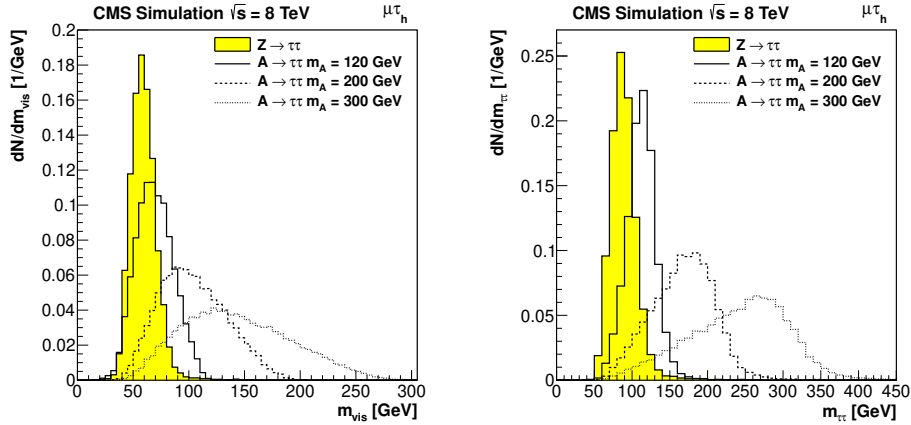 CMS Simulation √s = 8 TeV μτh
dN/dmvis [1/GeV]
0.2
0.18
0.16
0.14
0.12
0.1
0.08
0.06
0.04
0.02
0
Z → ττ
A → ττ mA = 120 GeV
A → ττ mA = 200 GeV
A → ττ mA = 300 GeV
0 50 100 150 200 250 300
mvis [GeV]
CMS Simulation √s = 8 TeV μτh
dN/dmττ [1/GeV]
0.25
0.2
0.15
0.1
0.05
0
Z → ττ
A → ττ mA = 120 GeV
A → ττ mA = 200 GeV
A → ττ mA = 300 GeV
0 50 100 150 200 250 300 350 400 450
mττ [GeV]